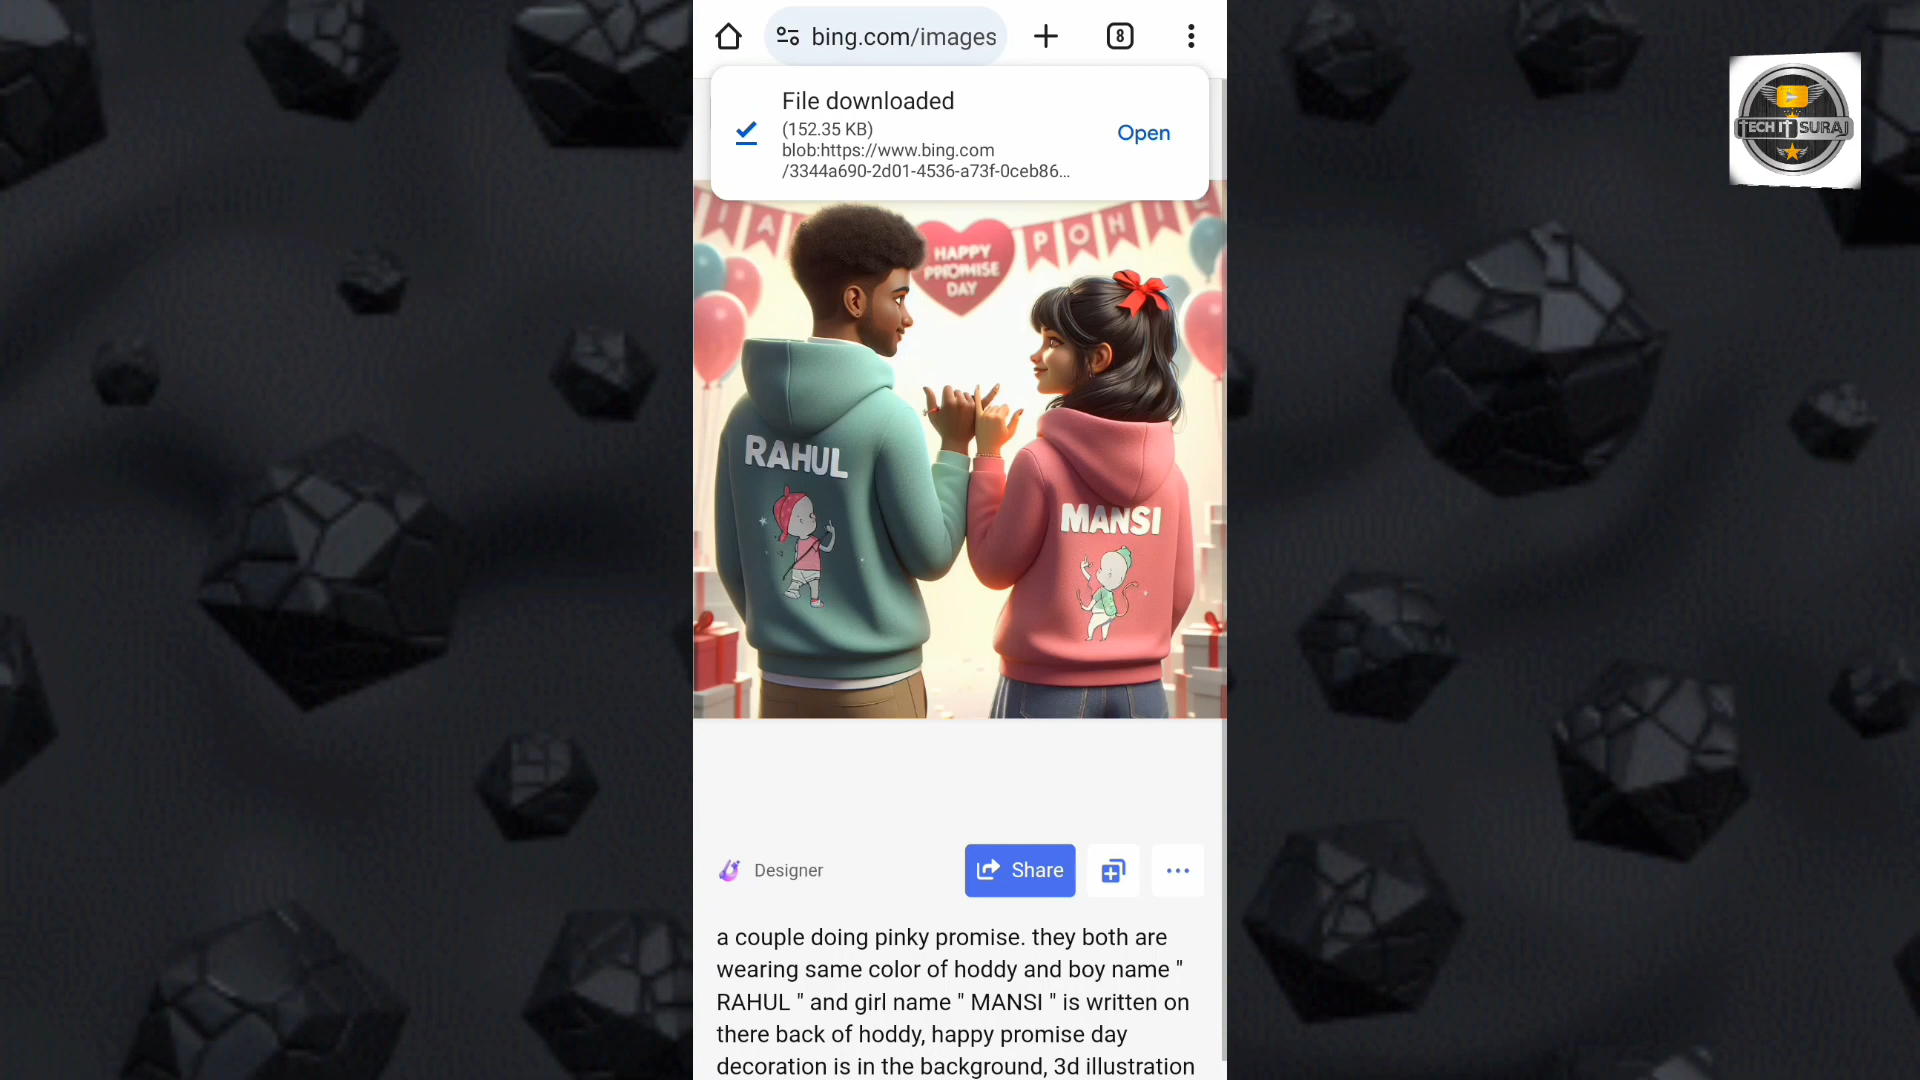 bing.com/images
8
File downloaded
(152.35 KB)
blob:https://www.bing.com
/3344a690-2d01-4536-a73f-0ceb86...
Open
TECH IT SURAJ
HAPPY
PPROMISE
DAY
P O H
RAHUL
MANSI
Designer
Share
a couple doing pinky promise. they both are
wearing same color of hoddy and boy name "
RAHUL " and girl name " MANSI " is written on
there back of hoddy, happy promise day
decoration is in the background, 3d illustration